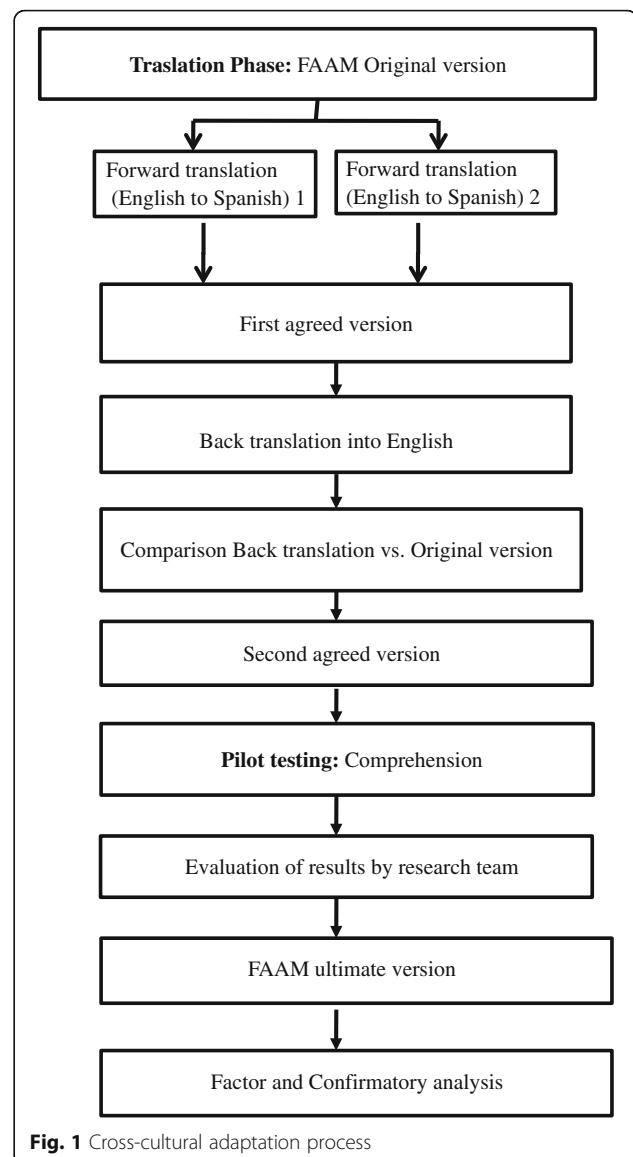 Traslation Phase: FAAM Original version
Forward translation
(English to Spanish) 1
Forward translation
(English to Spanish) 2
First agreed version
Back translation into English
Comparison Back translation vs. Original version
Second agreed version
Pilot testing: Comprehension
Evaluation of results by research team
FAAM ultimate version
Factor and Confirmatory analysis
Fig. 1 Cross-cultural adaptation process